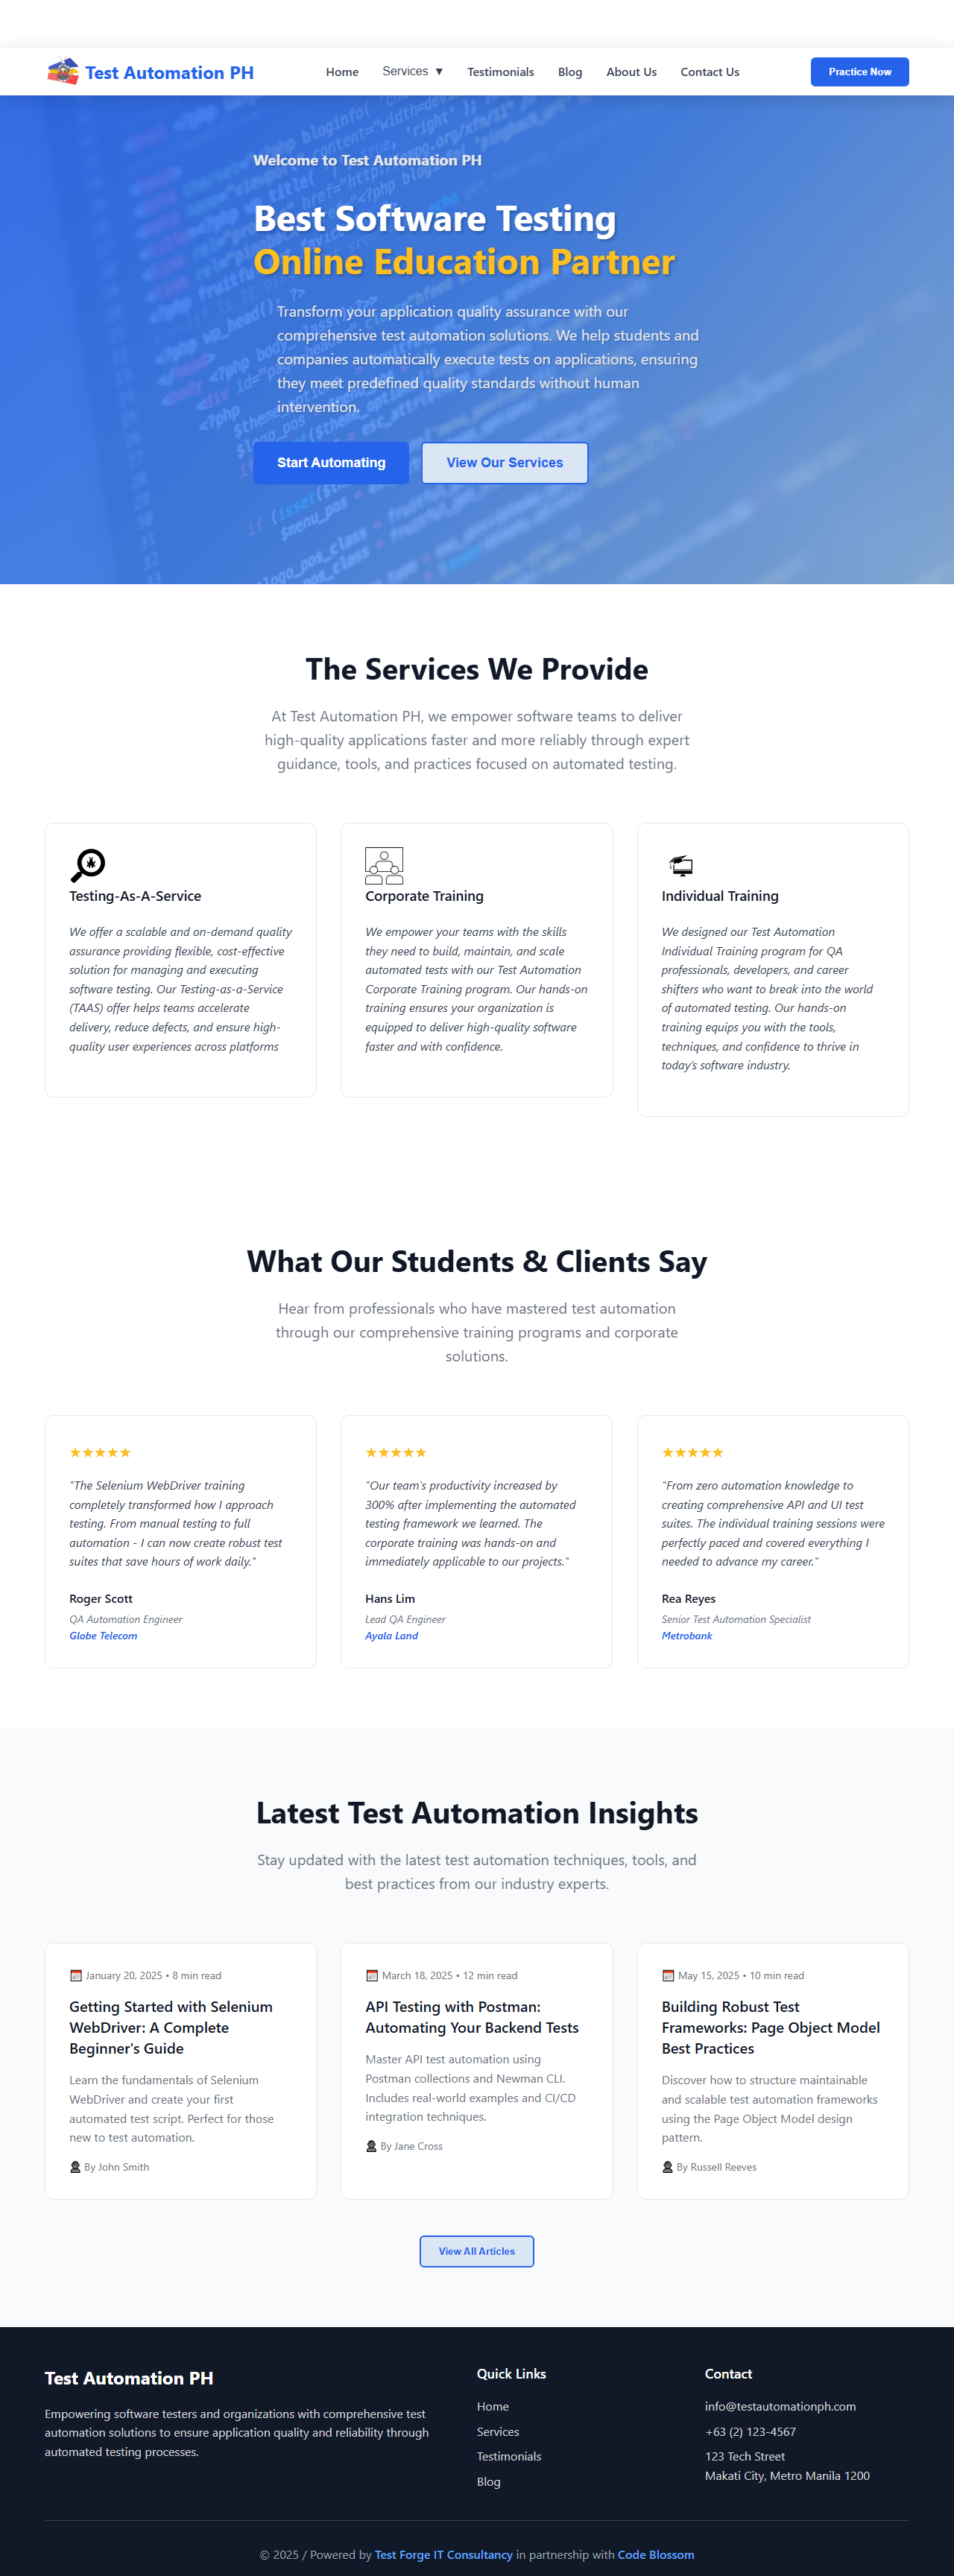 Test Automation PH
Home
Services ▼
Testimonials
Blog
About Us
Contact Us
Practice Now
Welcome to Test Automation PH
Best Software Testing
Online Education Partner
Transform your application quality assurance with our
comprehensive test automation solutions. We help students and
companies automatically execute tests on applications, ensuring
they meet predefined quality standards without human
intervention.
Start Automating
View Our Services
The Services We Provide
At Test Automation PH, we empower software teams to deliver
high-quality applications faster and more reliably through expert
guidance, tools, and practices focused on automated testing.
Testing-As-A-Service
We offer a scalable and on-demand quality
assurance providing flexible, cost-effective
solution for managing and executing
software testing. Our Testing-as-a-Service
(TAAS) offer helps teams accelerate
delivery, reduce defects, and ensure high-
quality user experiences across platforms
Corporate Training
We empower your teams with the skills
they need to build, maintain, and scale
automated tests with our Test Automation
Corporate Training program. Our hands-on
training ensures your organization is
equipped to deliver high-quality software
faster and with confidence.
Individual Training
We designed our Test Automation
Individual Training program for QA
professionals, developers, and career
shifters who want to break into the world
of automated testing. Our hands-on
training equips you with the tools,
techniques, and confidence to thrive in
today's software industry.
What Our Students & Clients Say
Hear from professionals who have mastered test automation
through our comprehensive training programs and corporate
solutions.
★★★★★
"The Selenium WebDriver training
completely transformed how I approach
testing. From manual testing to full
automation - I can now create robust test
suites that save hours of work daily."
Roger Scott
QA Automation Engineer
Globe Telecom
★★★★★
"Our team's productivity increased by
300% after implementing the automated
testing framework we learned. The
corporate training was hands-on and
immediately applicable to our projects."
Hans Lim
Lead QA Engineer
Ayala Land
★★★★★
"From zero automation knowledge to
creating comprehensive API and UI test
suites. The individual training sessions were
perfectly paced and covered everything I
needed to advance my career."
Rea Reyes
Senior Test Automation Specialist
Metrobank
Latest Test Automation Insights
Stay updated with the latest test automation techniques, tools, and
best practices from our industry experts.
January 20, 2025 • 8 min read
Getting Started with Selenium
WebDriver: A Complete
Beginner's Guide
Learn the fundamentals of Selenium
WebDriver and create your first
automated test script. Perfect for those
new to test automation.
By John Smith
March 18, 2025 • 12 min read
API Testing with Postman:
Automating Your Backend Tests
Master API test automation using
Postman collections and Newman CLI.
Includes real-world examples and CI/CD
integration techniques.
By Jane Cross
May 15, 2025 • 10 min read
Building Robust Test
Frameworks: Page Object Model
Best Practices
Discover how to structure maintainable
and scalable test automation frameworks
using the Page Object Model design
pattern.
By Russell Reeves
View All Articles
Test Automation PH
Empowering software testers and organizations with comprehensive test
automation solutions to ensure application quality and reliability through
automated testing processes.
Quick Links
Home
Services
Testimonials
Blog
Contact
info@testautomationph.com
+63 (2) 123-4567
123 Tech Street
Makati City, Metro Manila 1200
© 2025 / Powered by Test Forge IT Consultancy in partnership with Code Blossom